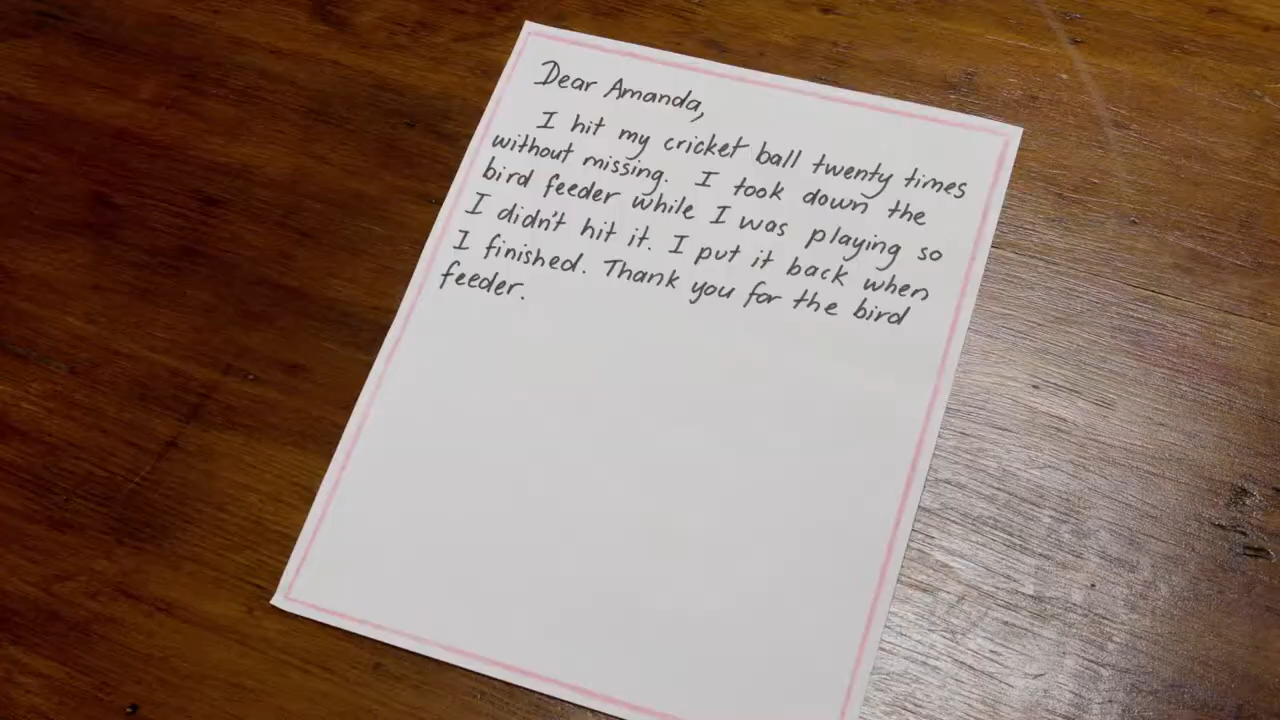 Dear Amanda,
I hit my cricket ball twenty times
without missing. I took down the
bird feeder while I was playing so
I didn't hit it. I put it back when
I finished. Thank you for the bird
feeder.